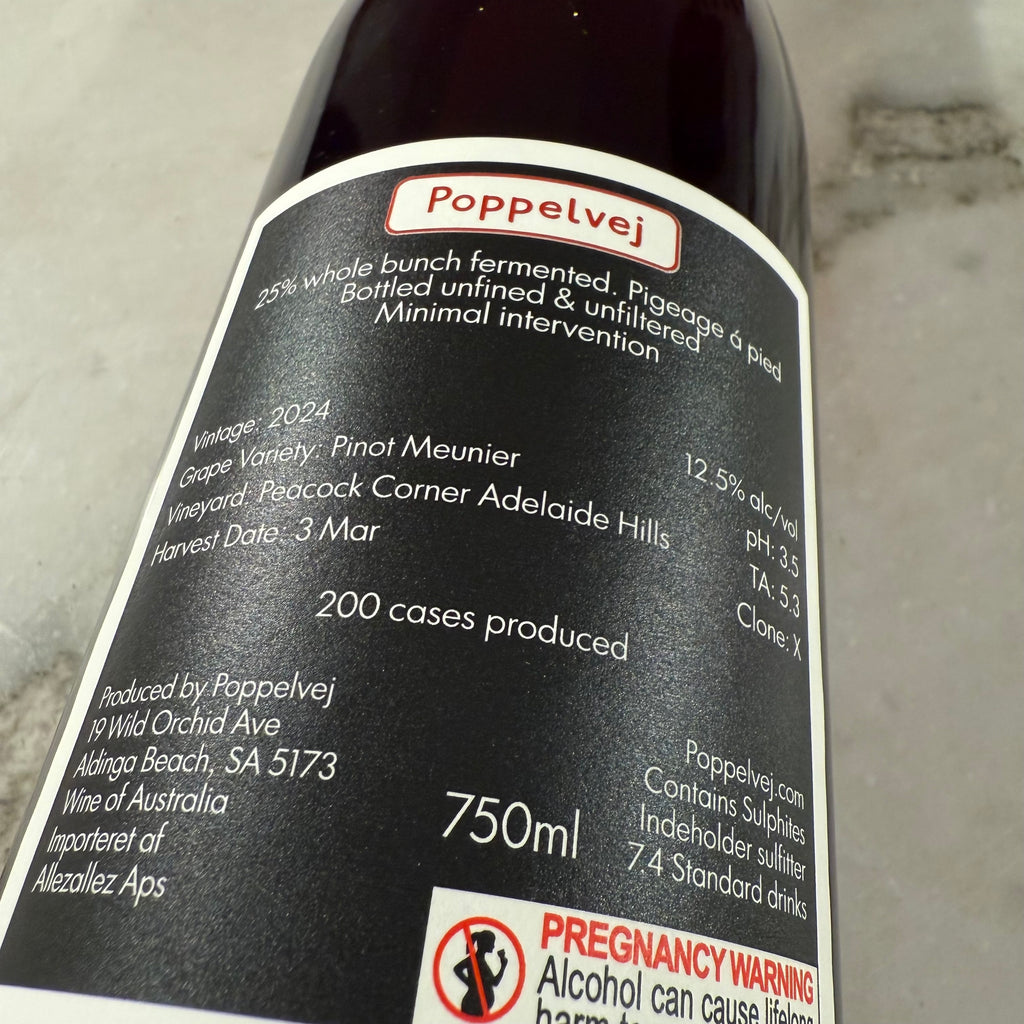 Poppelvej
25% whole bunch fermented. Pigeage á pied
Bottled unfined & unfiltered
Minimal intervention
Vintage: 2024
Grape Variety: Pinot Meunier
Vineyard: Peacock Corner Adelaide Hills
Harvest Date: 3 Mar
12.5% alc/vol
pH: 3.5
TA: 5.3
Clone: X
200 cases produced
Produced by Poppelvej
19 Wild Orchid Ave
Aldinga Beach, SA 5173
Wine of Australia
Importeret af
Allezallez Aps
750ml
Poppelvej.com
Contains Sulphites
Indeholder sulfitter
7.4 Standard drinks
PREGNANCY WARNING
Alcohol can cause lifelong
harm